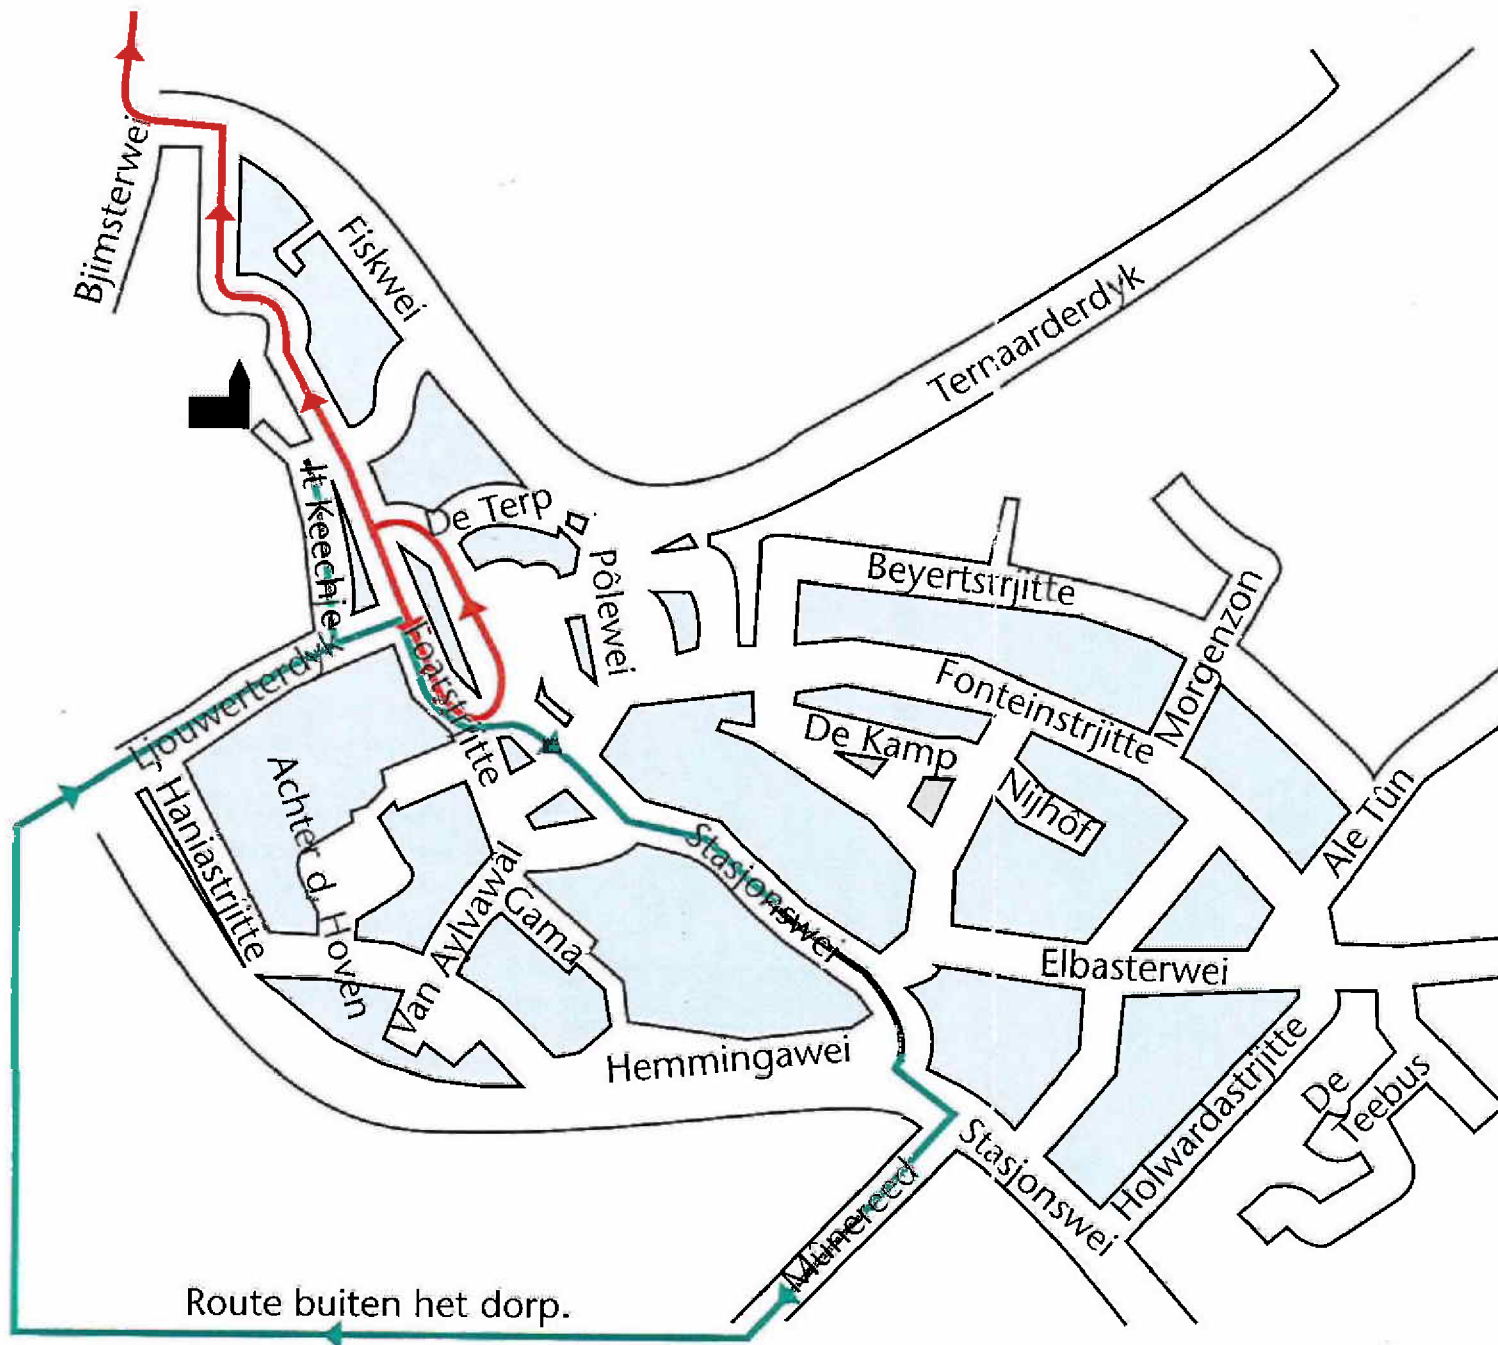 Bjimsterwei
Fiskwei
Ternaarderdyk
It Keechje
De Terp
Pôlewei
Beyertstrjitte
Morgenzon
Fonteinstrjitte
De Kamp
Nijhof
Ale Tûn
Ljouwerterdyk
Foarstrjitte
Achter d. Hoven
Haniastrjitte
Van Aylvawal
Gama
Stasjonswei
Elbasterwei
Hemmingawei
Holwardastrjitte
De
Teebus
Stasjonswei
Mûnereed
Route buiten het dorp.